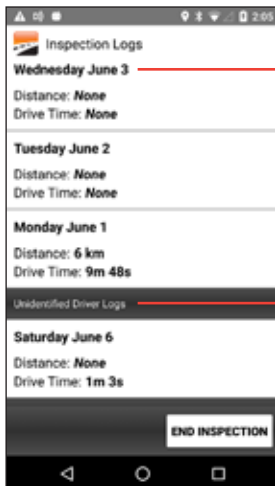 2:05
Inspection Logs
Wednesday June 3
Distance: None
Drive Time: None
Tuesday June 2
Distance: None
Drive Time: None
Monday June 1
Distance: 6 km
Drive Time: 9m 48s
Unidentified Driver Logs
Saturday June 6
Distance: None
Drive Time: 1m 3s
END INSPECTION